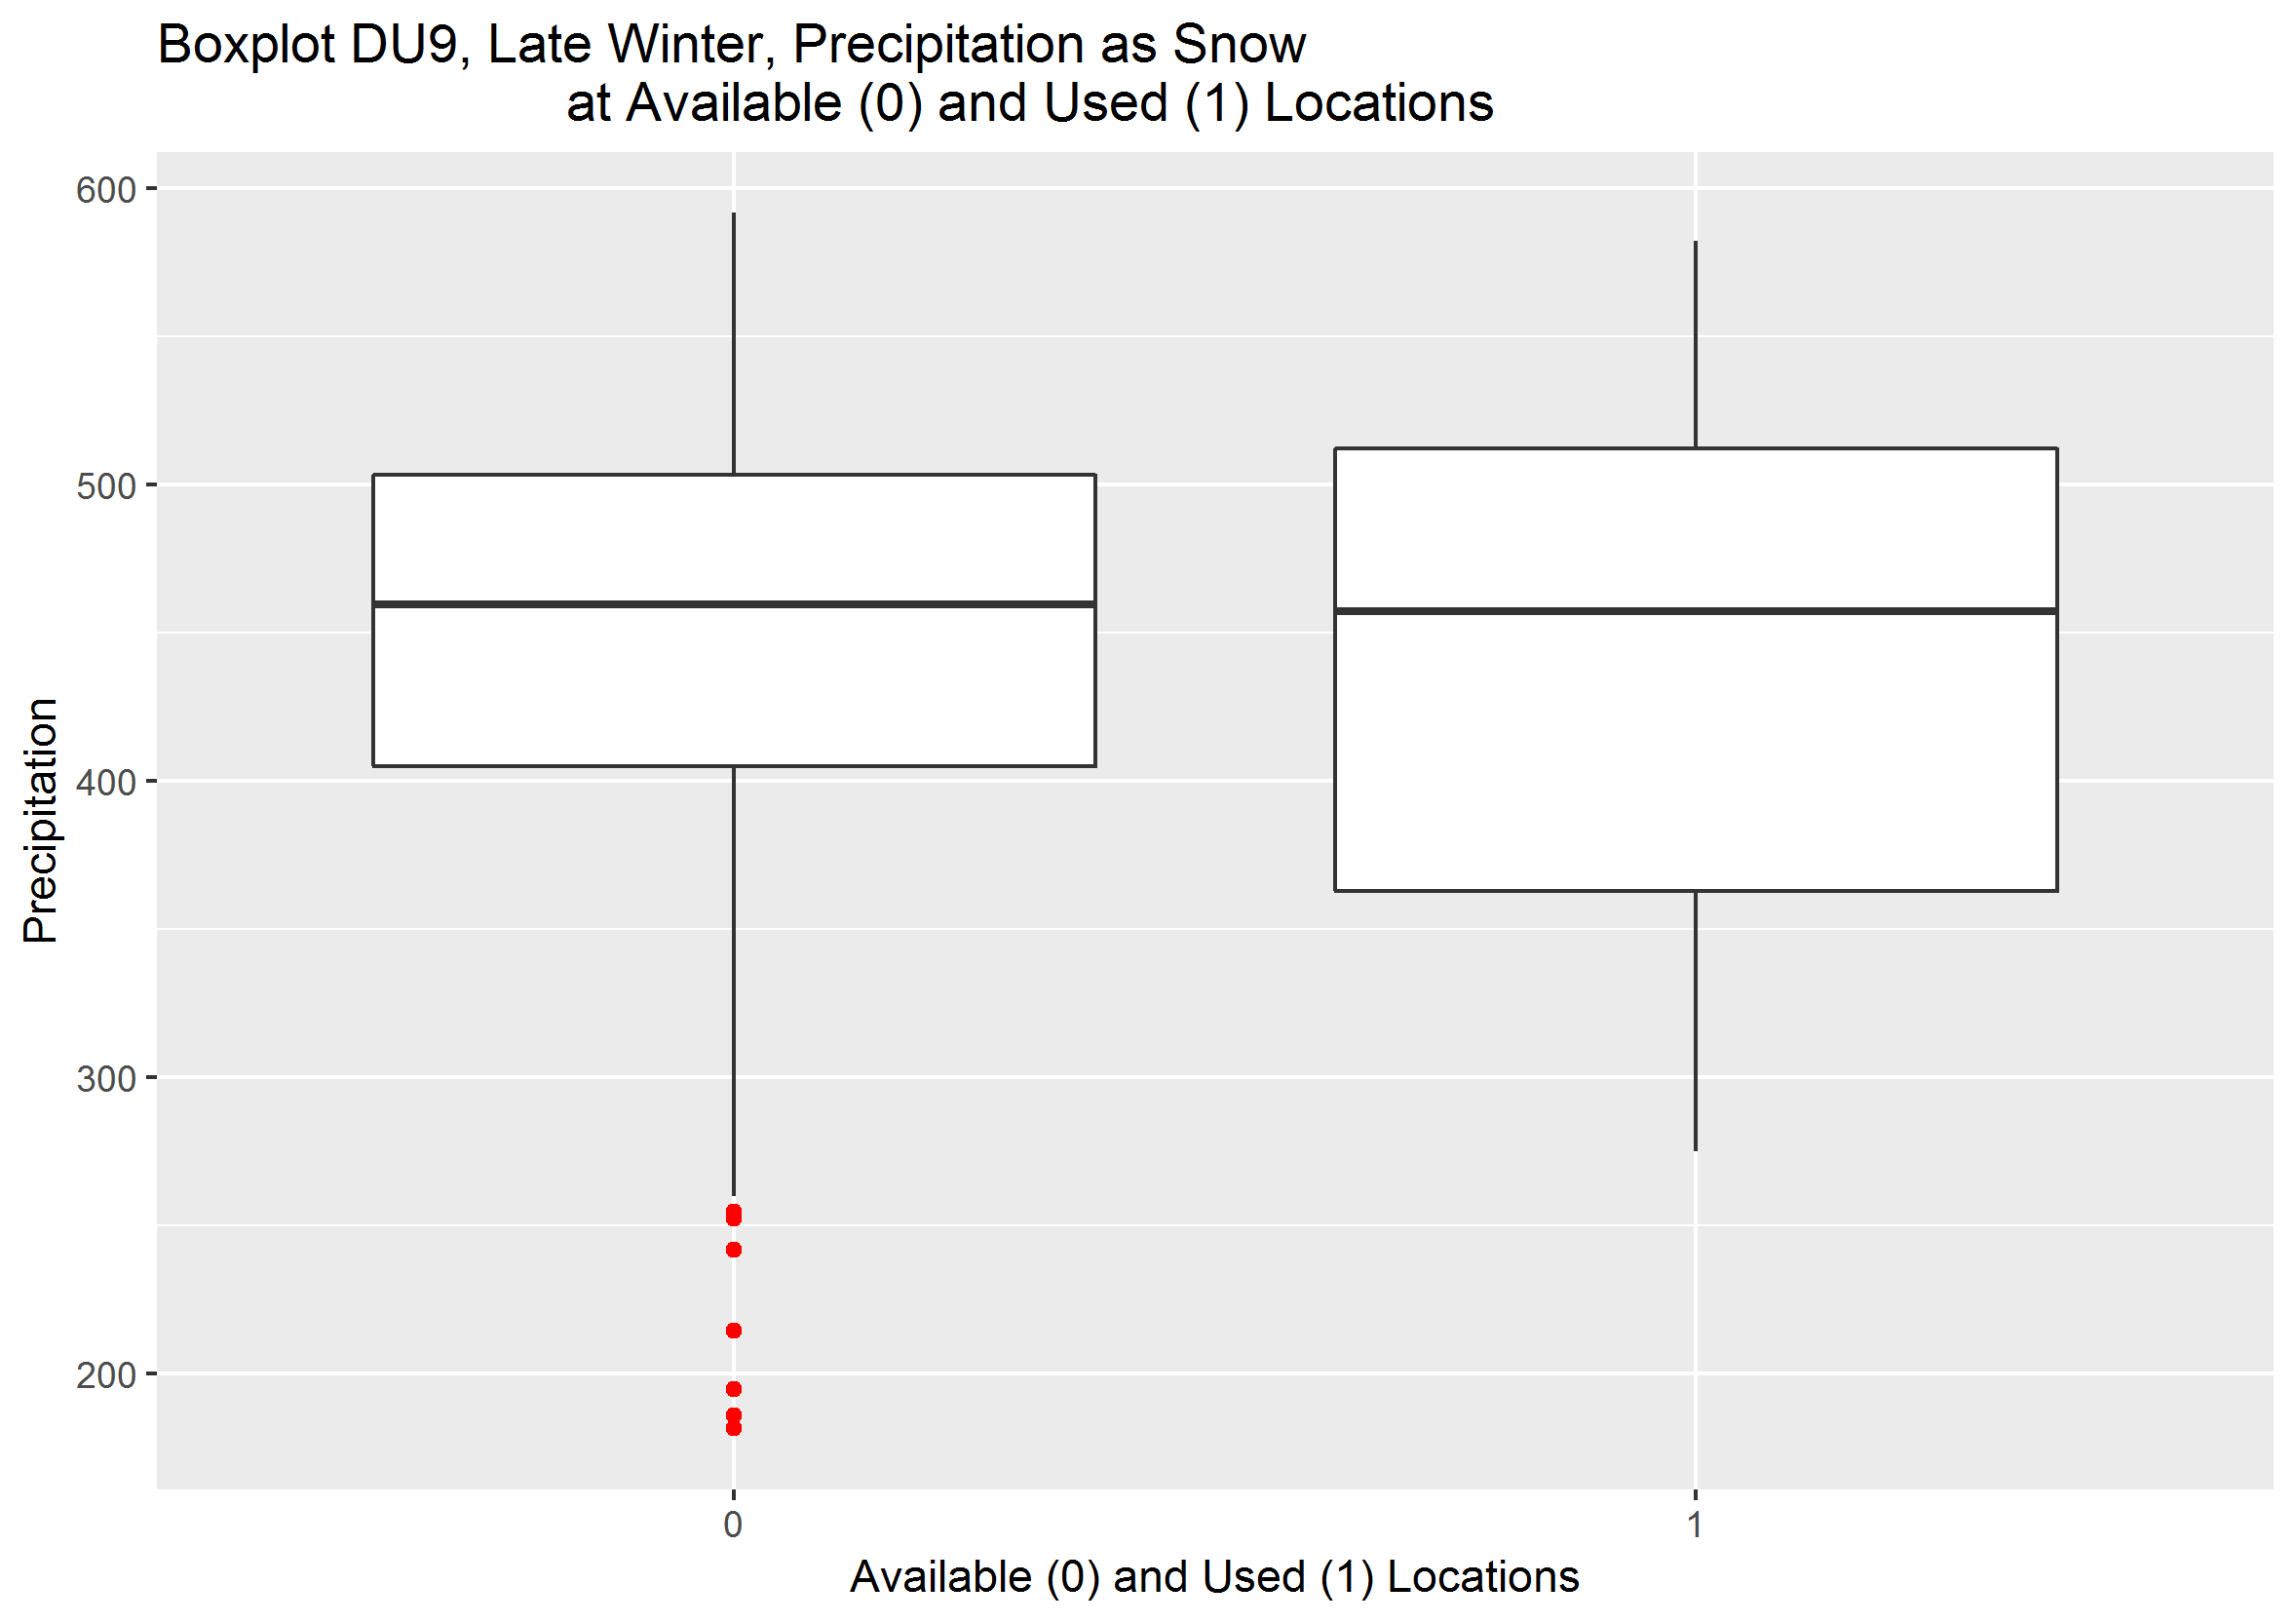 Boxplot DU9, Late Winter, Precipitation as Snow
at Available (0) and Used (1) Locations
600
500
400
300
200
Precipitation
0
1
Available (0) and Used (1) Locations